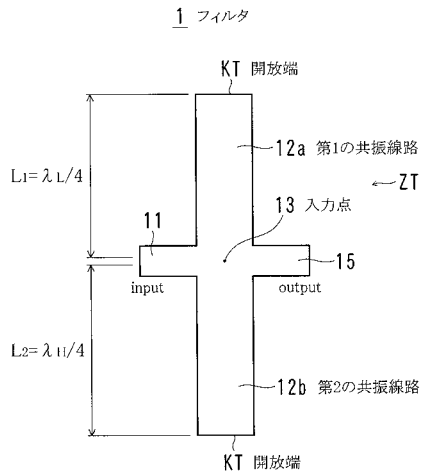 1 フィルタ
KT 開放端
12a 第1の共振線路
ZT
L1=λL/4
11
13 入力点
15
input
output
L2=λH/4
12b 第2の共振線路
KT 開放端